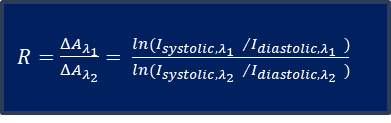 R = ΔA_λ₁ / ΔA_λ₂ = ln(I_systolic,λ₁ /I_diastolic,λ₁ ) / ln(I_systolic,λ₂ /I_diastolic,λ₂ )